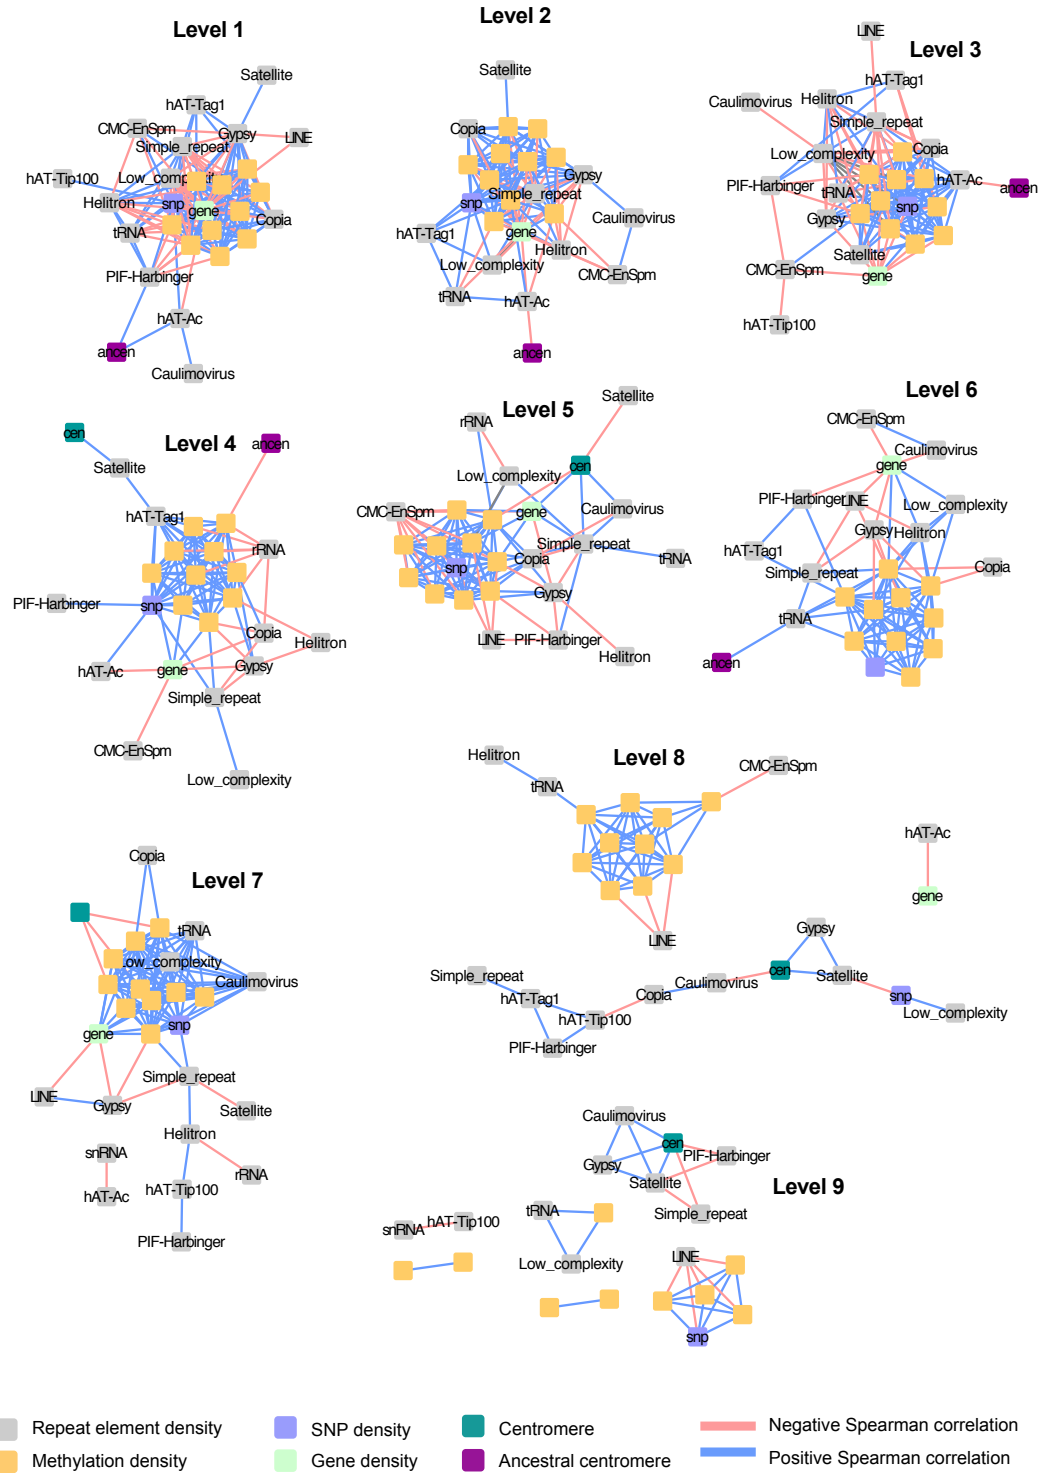 Level 1
Satellite
hAT-Tag1
CMC-EnSpm
Gypsy
LINE
Simple_repeat
hAT-Tip100
Low_complexity
Helitron
snp
gene
Copia
tRNA
PIF-Harbinger
hAT-Ac
ancen
Caulimovirus
Level 2
Satellite
Copia
Gypsy
Simple_repeat
snp
Caulimovirus
hAT-Tag1
gene
Helitron
Low_complexity
CMC-EnSpm
tRNA
hAT-Ac
ancen
LINE
Level 3
hAT-Tag1
Caulimovirus
Helitron
Simple_repeat
Low_complexity
Copia
PIF-Harbinger
tRNA
hAT-Ac
ancen
snp
Gypsy
Satellite
CMC-EnSpm
gene
hAT-Tip100
cen
Level 4
ancen
Satellite
hAT-Tag1
rRNA
PIF-Harbinger
snp
Copia
Helitron
hAT-Ac
gene
Gypsy
Simple_repeat
CMC-EnSpm
Low_complexity
Satellite
Level 5
rRNA
cen
Low_complexity
CMC-EnSpm
gene
Caulimovirus
Simple_repeat
tRNA
Copia
snp
Gypsy
LINE
PIF-Harbinger
Helitron
Level 6
CMC-EnSpm
Caulimovirus
gene
PIF-Harbinger
LINE
Low_complexity
Gypsy
Helitron
hAT-Tag1
Simple_repeat
Copia
tRNA
ancen
Level 7
Copia
tRNA
Low_complexity
Caulimovirus
gene
snp
Simple_repeat
LINE
Gypsy
Satellite
Helitron
snRNA
rRNA
hAT-Ac
hAT-Tip100
PIF-Harbinger
Level 8
Helitron
tRNA
CMC-EnSpm
hAT-Ac
gene
LINE
Gypsy
Simple_repeat
Caulimovirus
cen
Satellite
hAT-Tag1
Copia
snp
hAT-Tip100
Low_complexity
PIF-Harbinger
Caulimovirus
cen
PIF-Harbinger
Gypsy
Satellite
Level 9
Simple_repeat
tRNA
snRNA
hAT-Tip100
Low_complexity
LINE
snp
Repeat element density
SNP density
Centromere
Negative Spearman correlation
Methylation density
Gene density
Ancestral centromere
Positive Spearman correlation